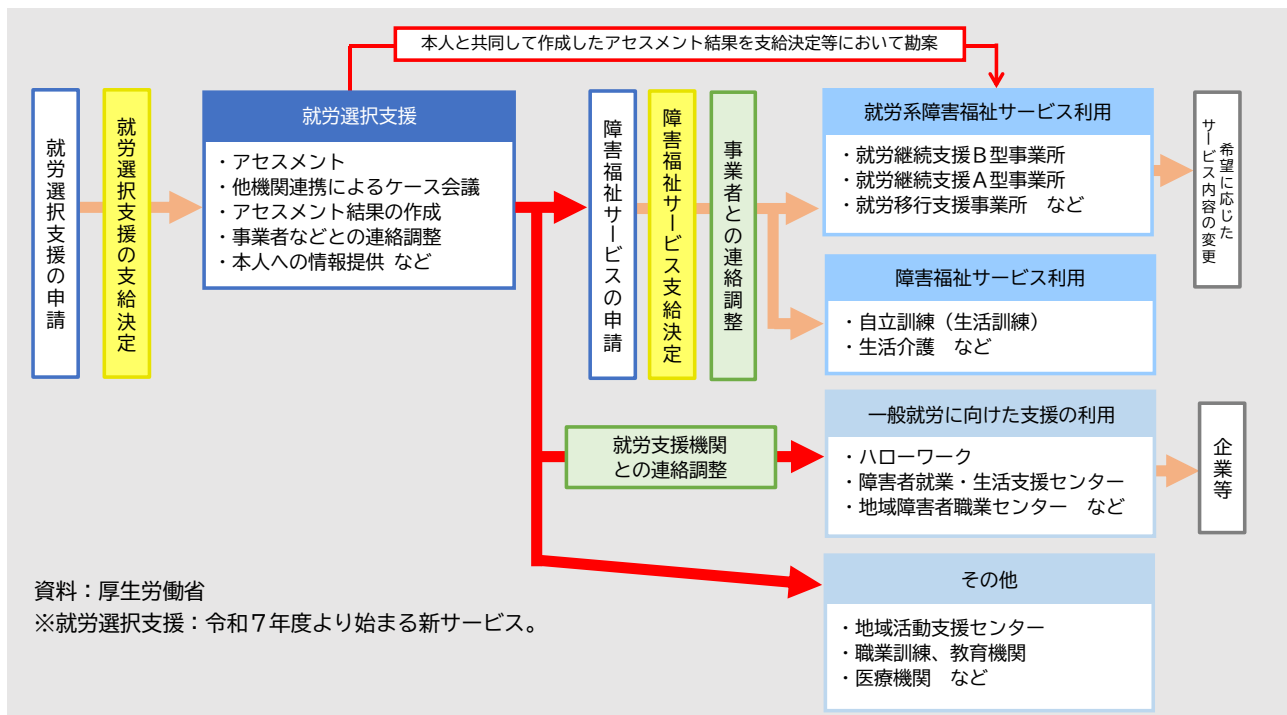 本人と共同して作成したアセスメント結果を支給決定等において勘案
就労選択支援の申請
就労選択支援の支給決定
就労選択支援
・アセスメント
・他機関連携によるケース会議
・アセスメント結果の作成
・事業者などとの連絡調整
・本人への情報提供 など
障害福祉サービスの申請
障害福祉サービス支給決定
事業者との連絡調整
就労系障害福祉サービス利用
・就労継続支援Ｂ型事業所
・就労継続支援Ａ型事業所
・就労移行支援事業所　など
希望に応じた
サービス内容の変更
障害福祉サービス利用
・自立訓練（生活訓練）
・生活介護　など
就労支援機関
との連絡調整
一般就労に向けた支援の利用
・ハローワーク
・障害者就業・生活支援センター
・地域障害者職業センター　など
企業等
その他
・地域活動支援センター
・職業訓練、教育機関
・医療機関　など
資料：厚生労働省
※就労選択支援：令和７年度より始まる新サービス。